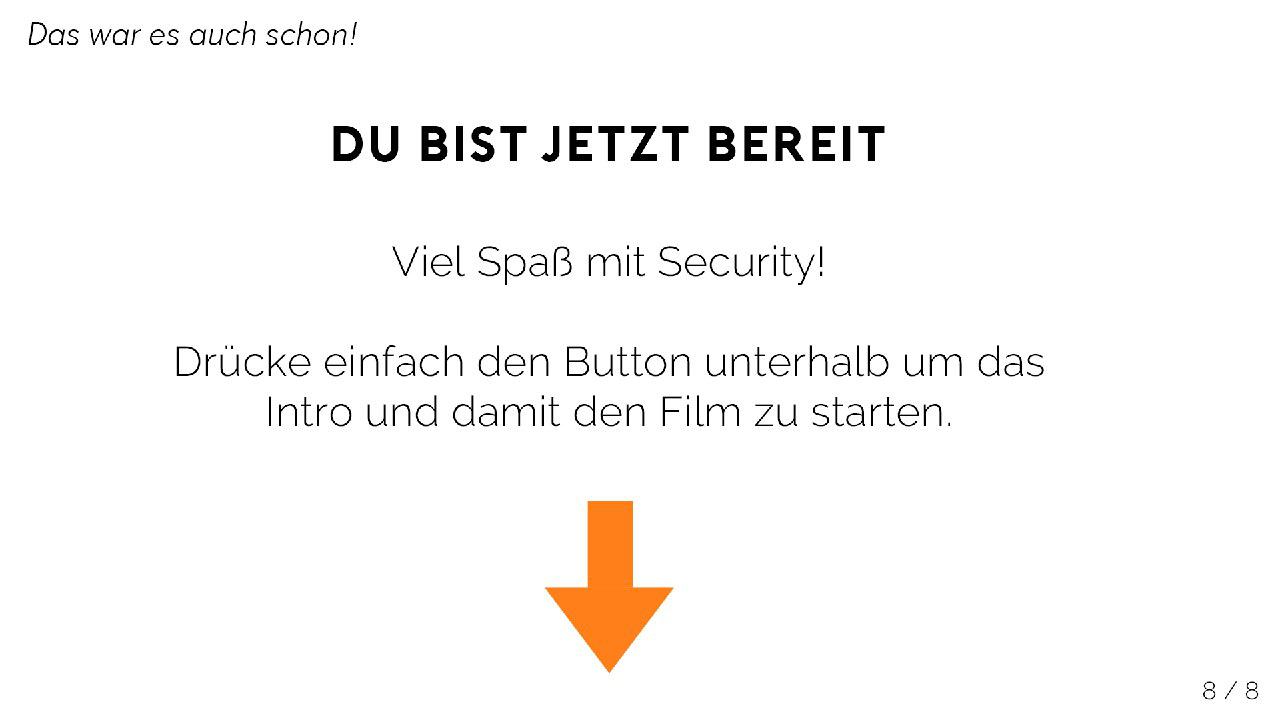 Das war es auch schon!
DU BIST JETZT BEREIT
Viel Spaß mit Security!
Drücke einfach den Button unterhalb um das
Intro und damit den Film zu starten.
8 / 8